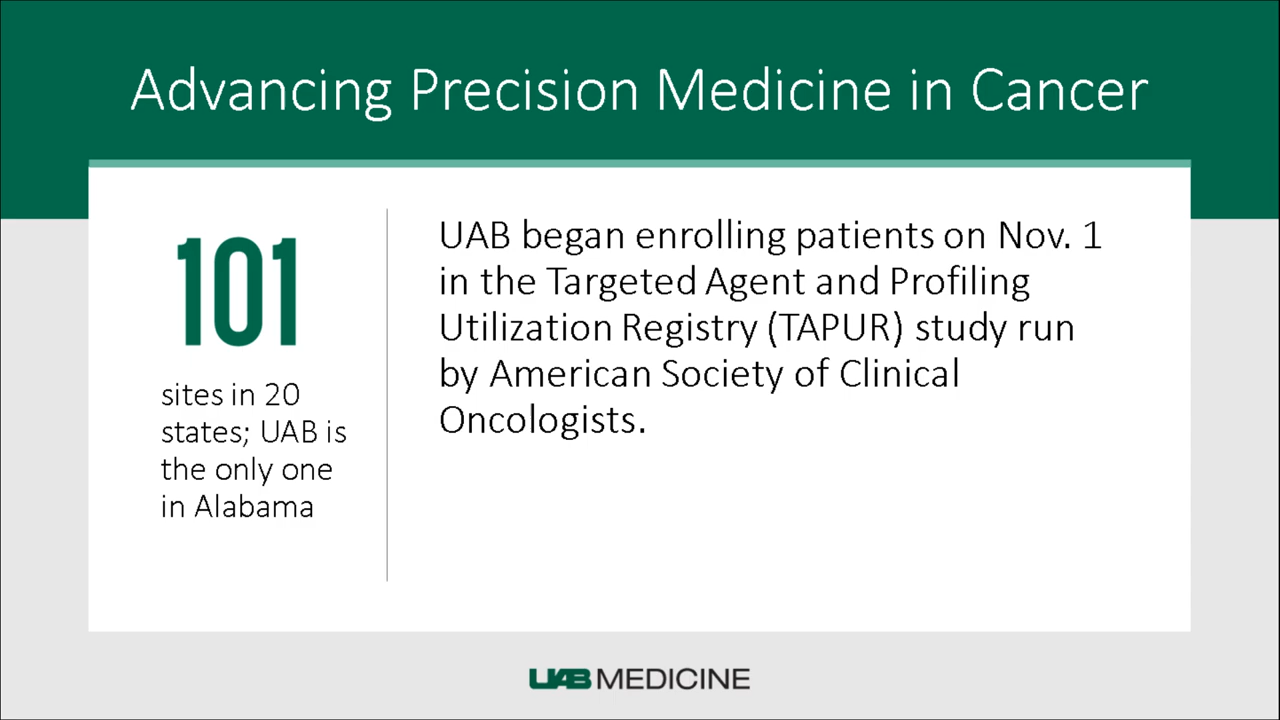 Advancing Precision Medicine in Cancer
101
sites in 20
states; UAB is
the only one
in Alabama
UAB began enrolling patients on Nov. 1
in the Targeted Agent and Profiling
Utilization Registry (TAPUR) study run
by American Society of Clinical
Oncologists.
UAB MEDICINE